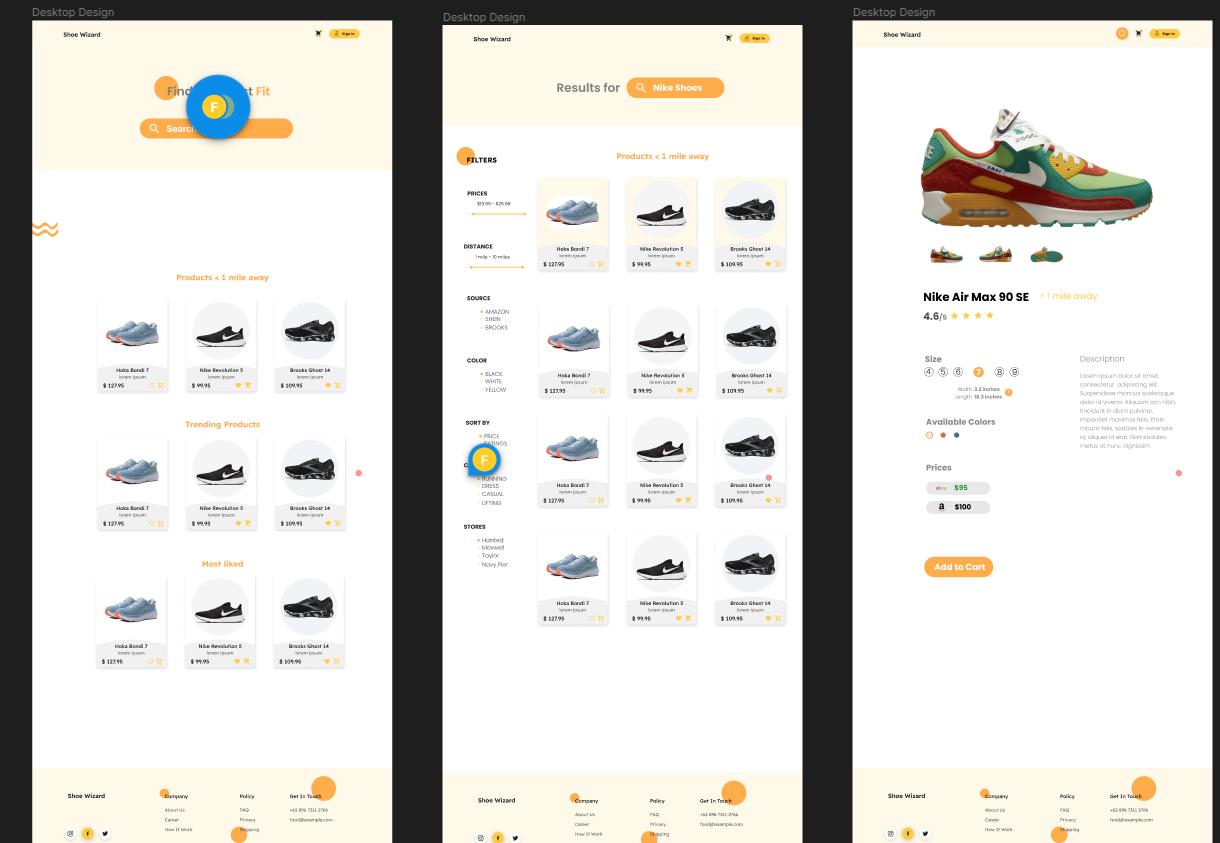 Desktop Design
Shoe Wizard
Sign In
Fit
F
Products < 1 mile away
Hoka Bondi 7
lorem ipsum
$ 127.95
Nike Revolution 5
lorem ipsum
$ 99.95
Brooks Ghost 14
lorem ipsum
$ 109.95
Trending Products
Hoka Bondi 7
lorem ipsum
$ 127.95
Nike Revolution 5
lorem ipsum
$ 99.95
Brooks Ghost 14
lorem ipsum
$ 109.95
Most liked
Hoka Bondi 7
lorem ipsum
$ 127.95
Nike Revolution 5
lorem ipsum
$ 99.95
Brooks Ghost 14
lorem ipsum
$ 109.95
Shoe Wizard
Company
About Us
Career
How It Work
Policy
FAQ
Privacy
Shipping
Get In Touch
+62 896 7311 2766
food@example.com
Desktop Design
Shoe Wizard
Sign In
Results for
Nike Shoes
FILTERS
PRICES
$13.99 - $25.98
DISTANCE
1 mile - 10 miles
SOURCE
AMAZON
SHEIN
BROOKS
COLOR
BLACK
WHITE
YELLOW
SORT BY
PRICE
RATINGS
F
RUNNING
DRESS
CASUAL
LIFTING
STORES
Halsted
Maxwell
Taylor
Navy Pier
Products < 1 mile away
Hoka Bondi 7
lorem ipsum
$ 127.95
Nike Revolution 5
lorem ipsum
$ 99.95
Brooks Ghost 14
lorem ipsum
$ 109.95
Hoka Bondi 7
lorem ipsum
$ 127.95
Nike Revolution 5
lorem ipsum
$ 99.95
Brooks Ghost 14
lorem ipsum
$ 109.95
Hoka Bondi 7
lorem ipsum
$ 127.95
Nike Revolution 5
lorem ipsum
$ 99.95
Brooks Ghost 14
lorem ipsum
$ 109.95
Hoka Bondi 7
lorem ipsum
$ 127.95
Nike Revolution 5
lorem ipsum
$ 99.95
Brooks Ghost 14
lorem ipsum
$ 109.95
Shoe Wizard
Company
About Us
Career
How It Work
Policy
FAQ
Privacy
Shipping
Get In Touch
+62 896 7311 2766
food@example.com
Desktop Design
Shoe Wizard
Sign In
Nike Air Max 90 SE
< 1 mile away
4.6/5
Size
4 5 6 7 8 9
Width 3.2 inches
Length 10.3 inches
?
Available Colors
Prices
ebay $95
a $100
Add to Cart
Description
Lorem ipsum dolor sit amet,
consectetur adipiscing elit.
Suspendisse rhoncus scelerisque
dolor id viverra. Aliquam orci nibh,
tincidunt in diam pulvinar,
imperdiet maximus felis. Proin
mauris felis, sodales in venenatis
id, aliquet id erat. Nam sodales
metus ut nunc dignissim
Shoe Wizard
Company
About Us
Career
How It Work
Policy
FAQ
Privacy
Shipping
Get In Touch
+62 896 7311 2766
food@example.com